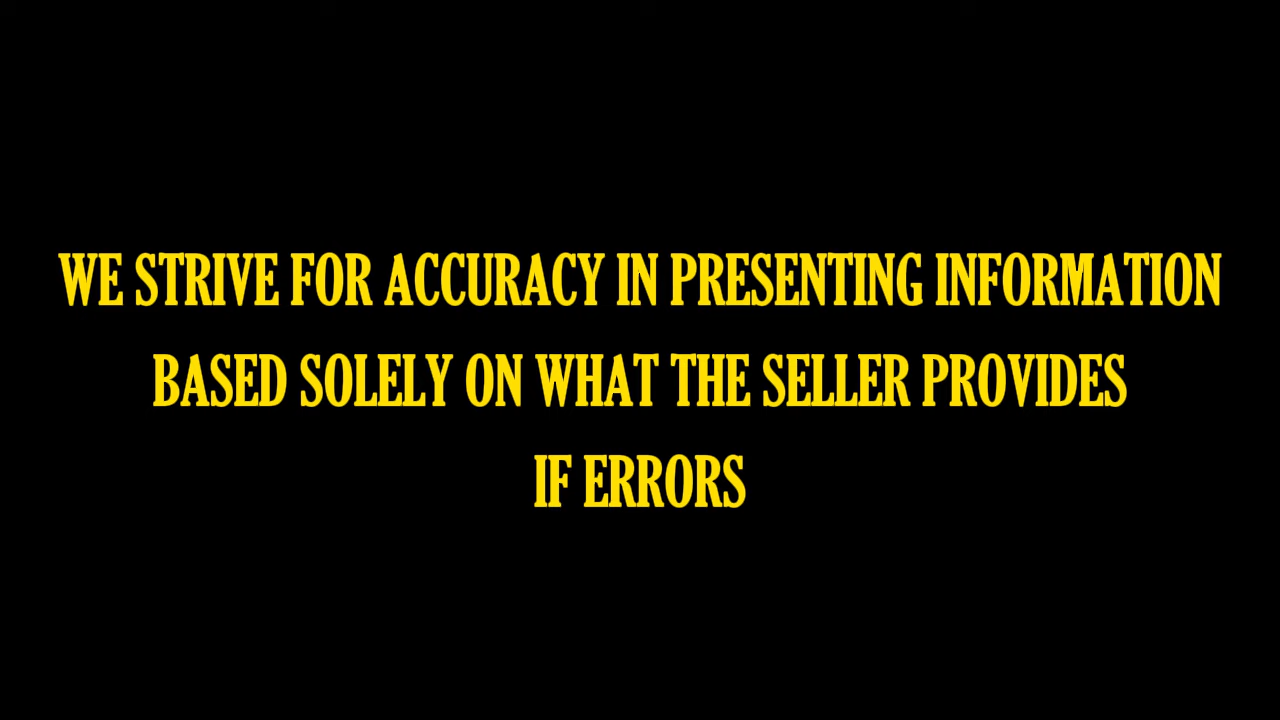 WE STRIVE FOR ACCURACY IN PRESENTING INFORMATION
BASED SOLELY ON WHAT THE SELLER PROVIDES
IF ERRORS